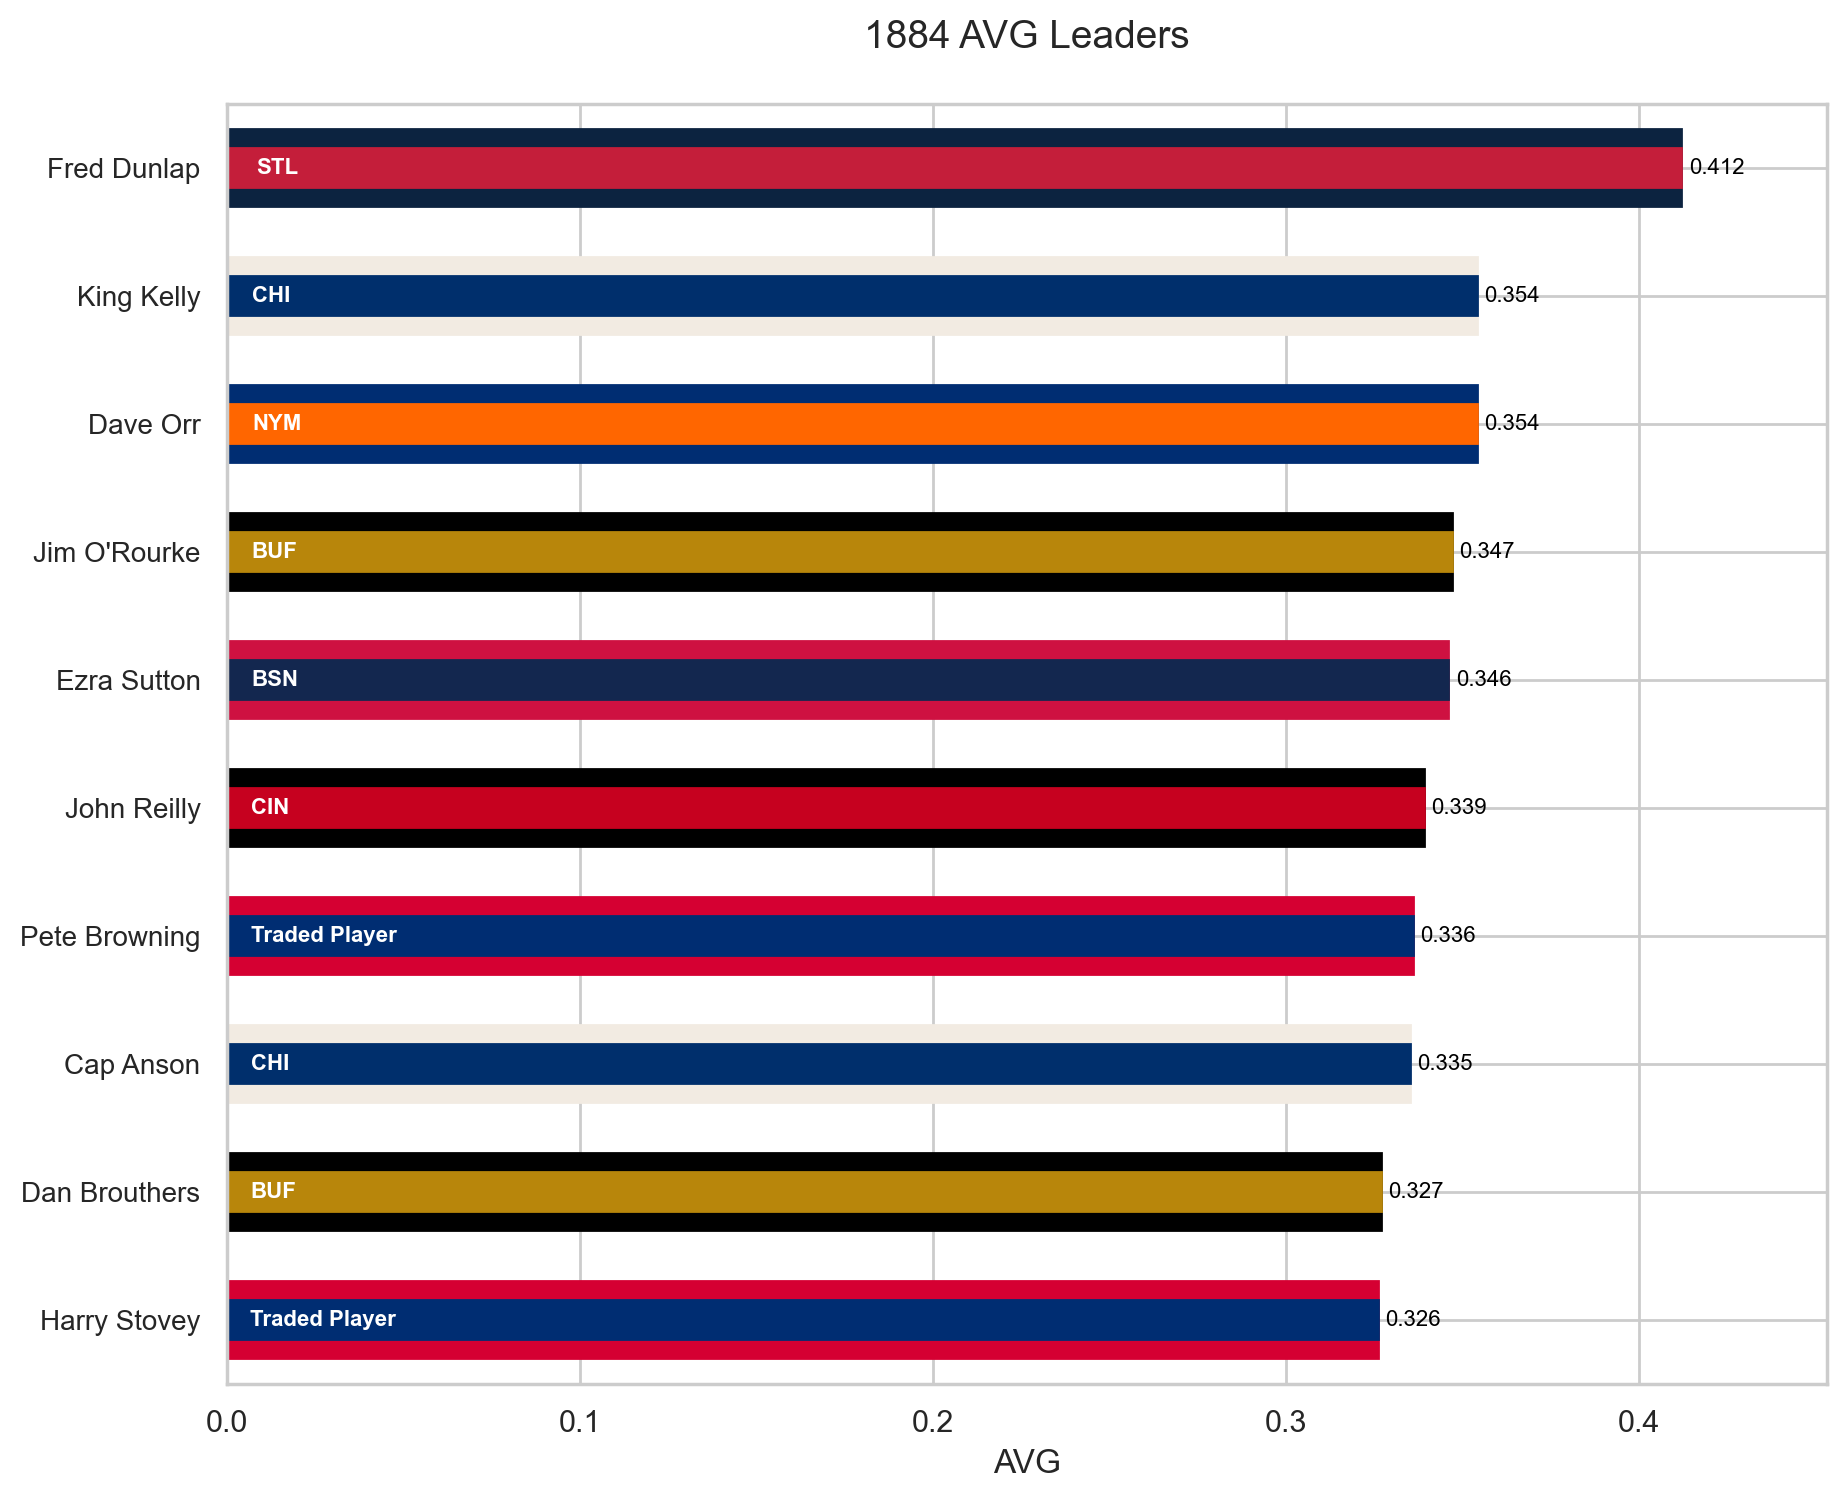 1884 AVG Leaders
Fred Dunlap STL 0.412
King Kelly CHI 0.354
Dave Orr NYM 0.354
Jim O'Rourke BUF 0.347
Ezra Sutton BSN 0.346
John Reilly CIN 0.339
Pete Browning Traded Player 0.336
Cap Anson CHI 0.335
Dan Brouthers BUF 0.327
Harry Stovey Traded Player 0.326
0.0 0.1 0.2 0.3 0.4
AVG